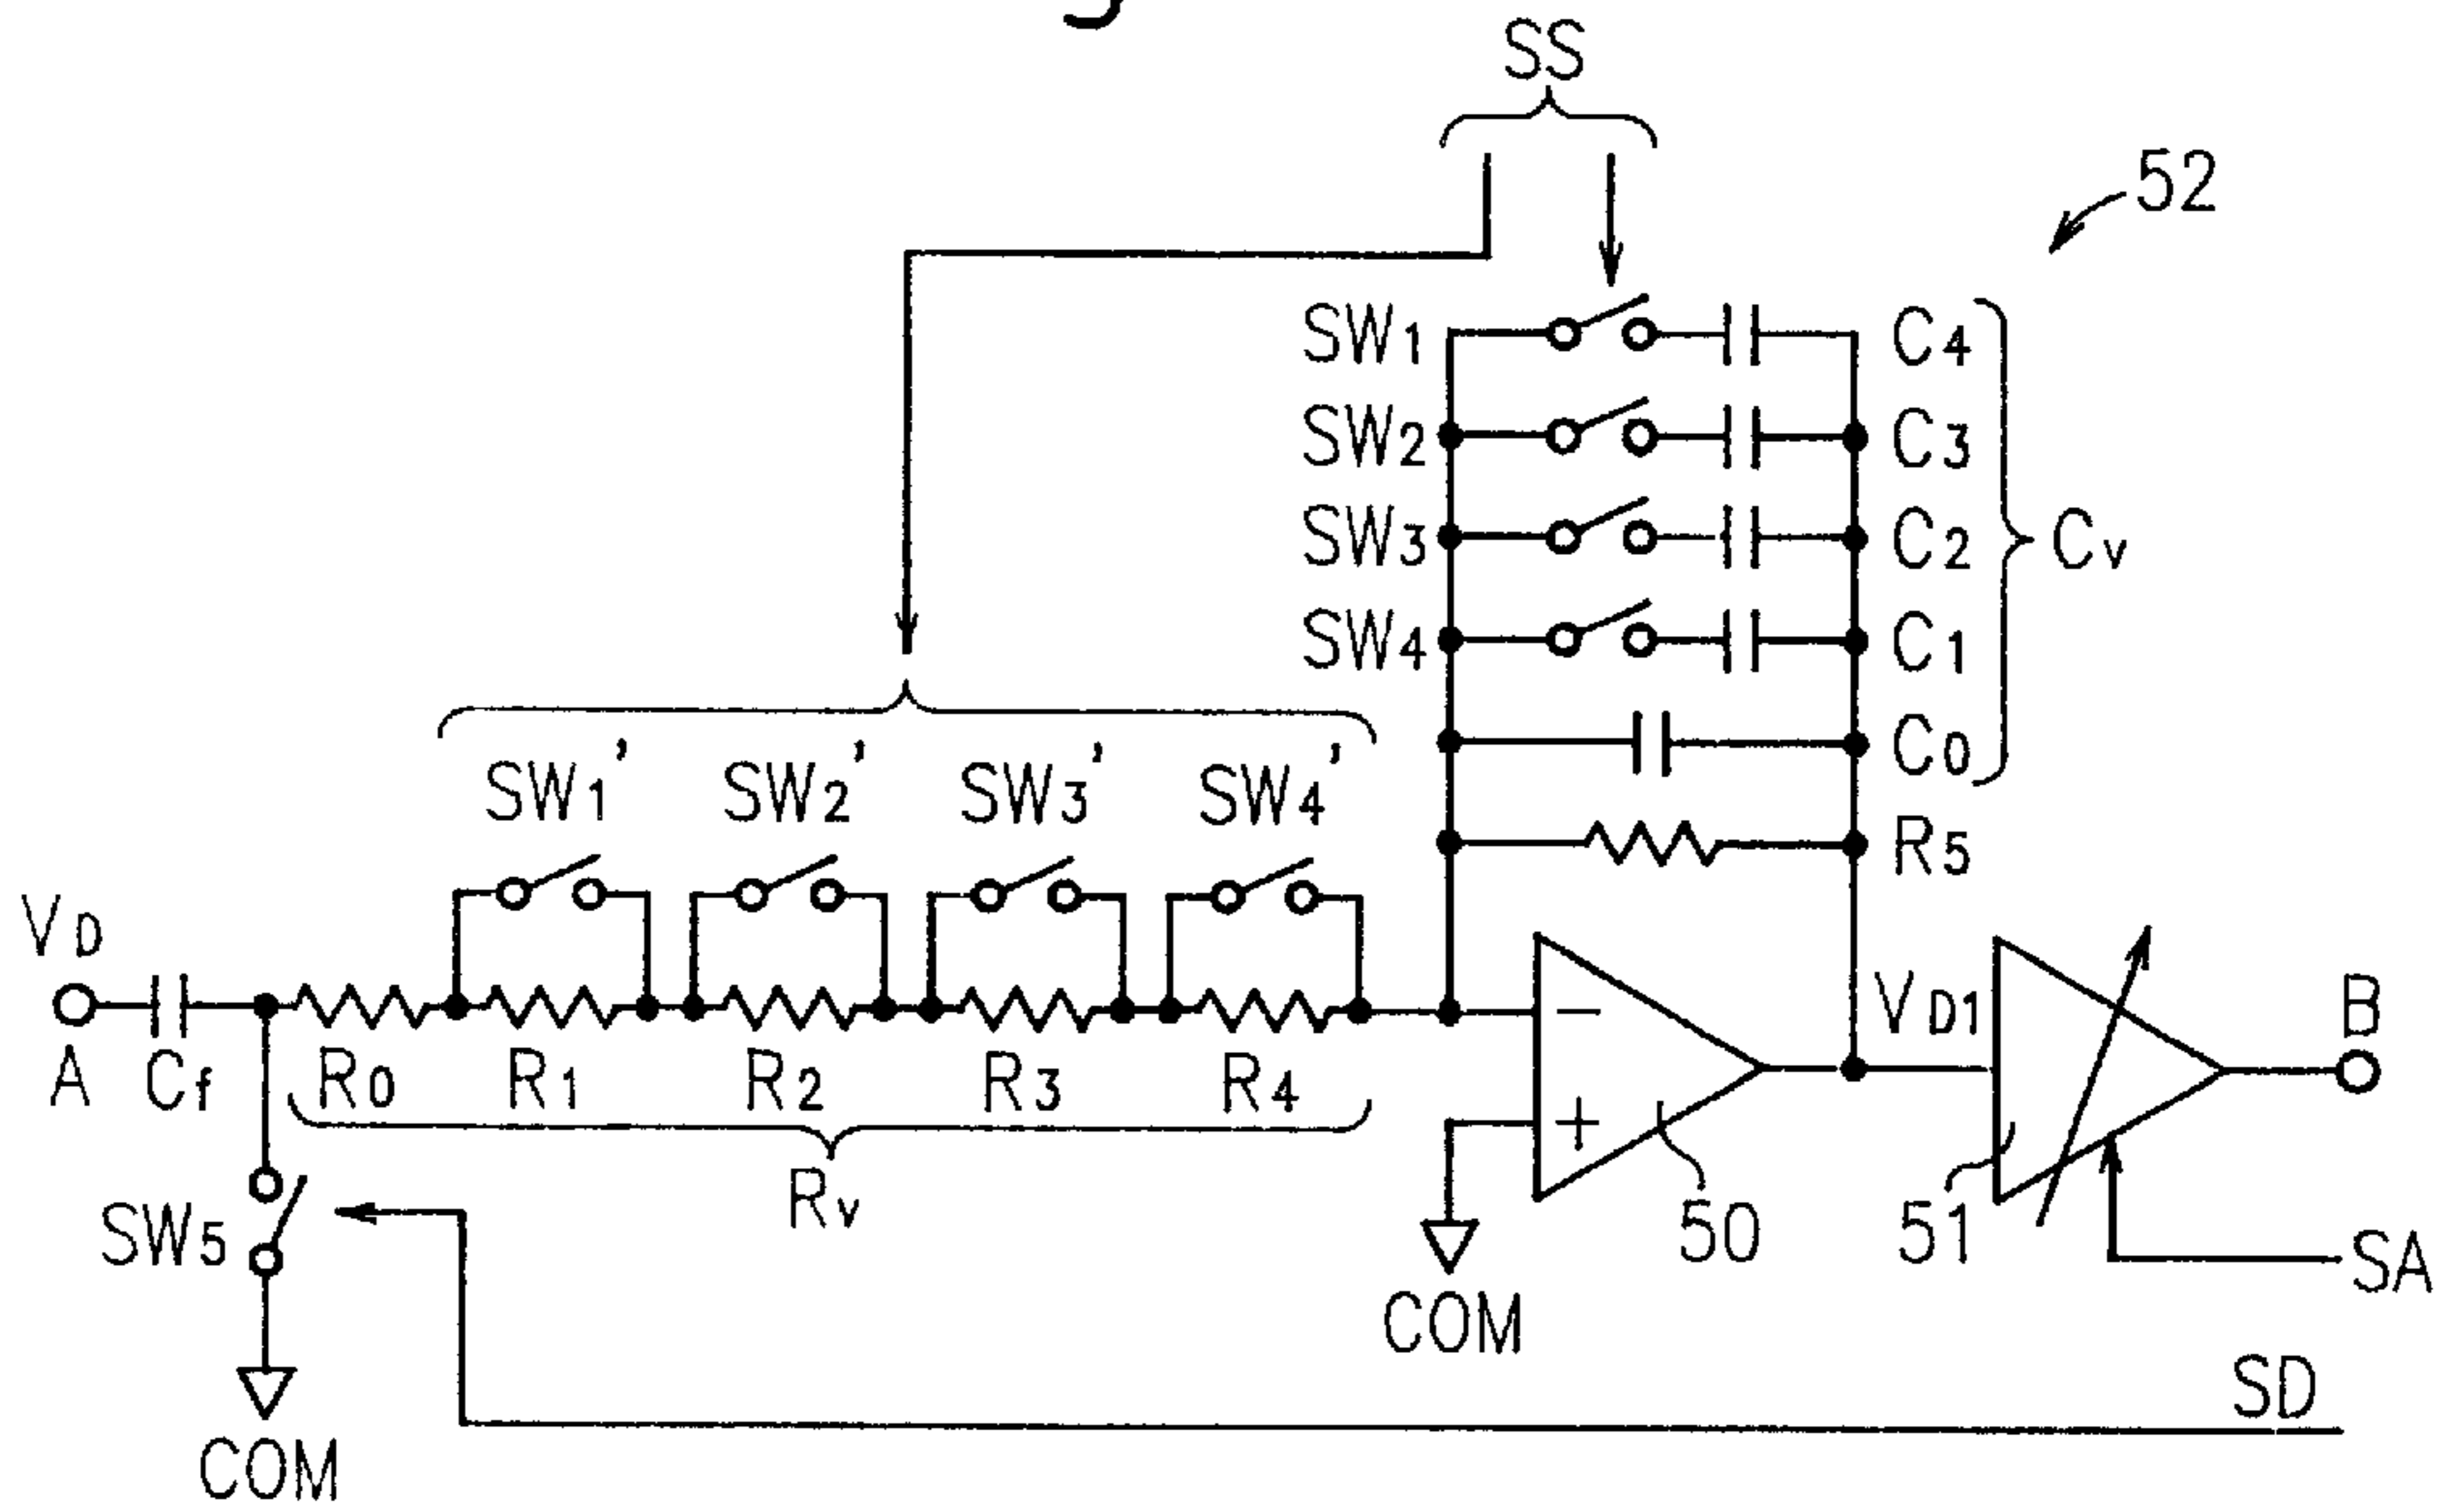 SS
52
SW1 C4
SW2 C3
SW3 C2 Cv
SW4 C1
C0
SW1' SW2' SW3' SW4'
R5
VD
VD1 B
A Cf R0 R1 R2 R3 R4
− +
Rv
SW5 50 51
SA
COM
SD
COM